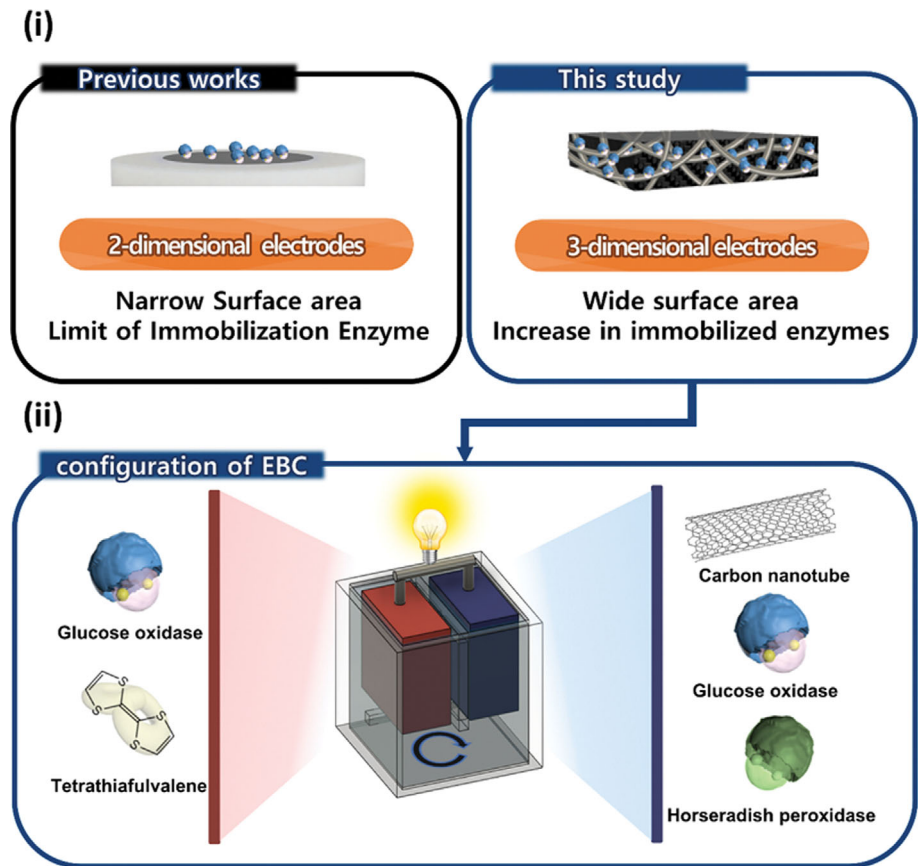 (i)
Previous works
2-dimensional electrodes
Narrow Surface area
Limit of Immobilization Enzyme
This study
3-dimensional electrodes
Wide surface area
Increase in immobilized enzymes
(ii)
configuration of EBC
Glucose oxidase
S
S
S
S
Tetrathiafulvalene
Carbon nanotube
Glucose oxidase
Horseradish peroxidase